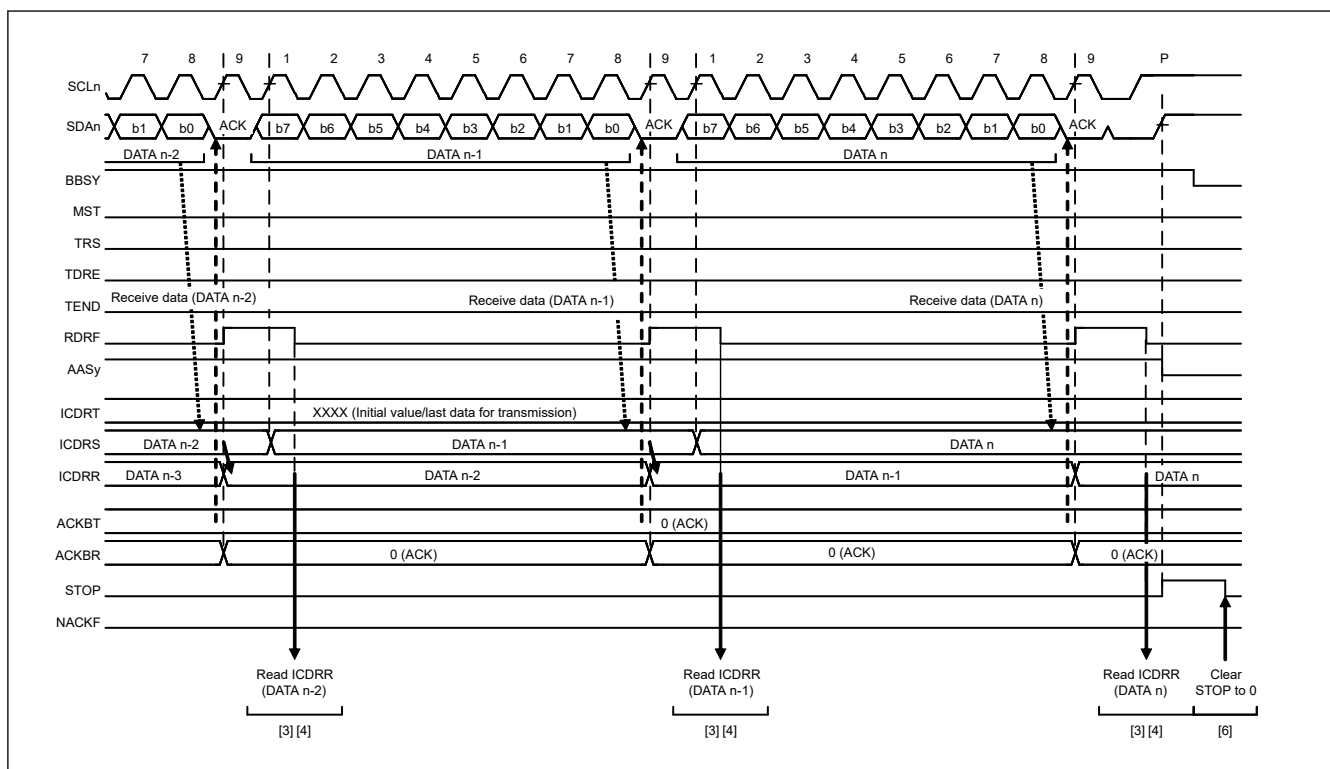 7 8 9 1 2 3 4 5 6 7 8 9 1 2 3 4 5 6 7 8 9 P
SCLn
SDAn b1 b0 ACK b7 b6 b5 b4 b3 b2 b1 b0 ACK b7 b6 b5 b4 b3 b2 b1 b0 ACK
DATA n-2 DATA n-1 DATA n
BBSY
MST
TRS
TDRE
Receive data (DATA n-2) Receive data (DATA n-1) Receive data (DATA n)
TEND
RDRF
AASy
ICDRT XXXX (Initial value/last data for transmission)
ICDRS DATA n-2 DATA n-1 DATA n
ICDRR DATA n-3 DATA n-2 DATA n-1 DATA n
ACKBT 0 (ACK)
ACKBR 0 (ACK) 0 (ACK) 0 (ACK)
STOP
NACKF
Read ICDRR Read ICDRR Read ICDRR Clear
(DATA n-2) (DATA n-1) (DATA n) STOP to 0
[3] [4] [3] [4] [3] [4] [6]